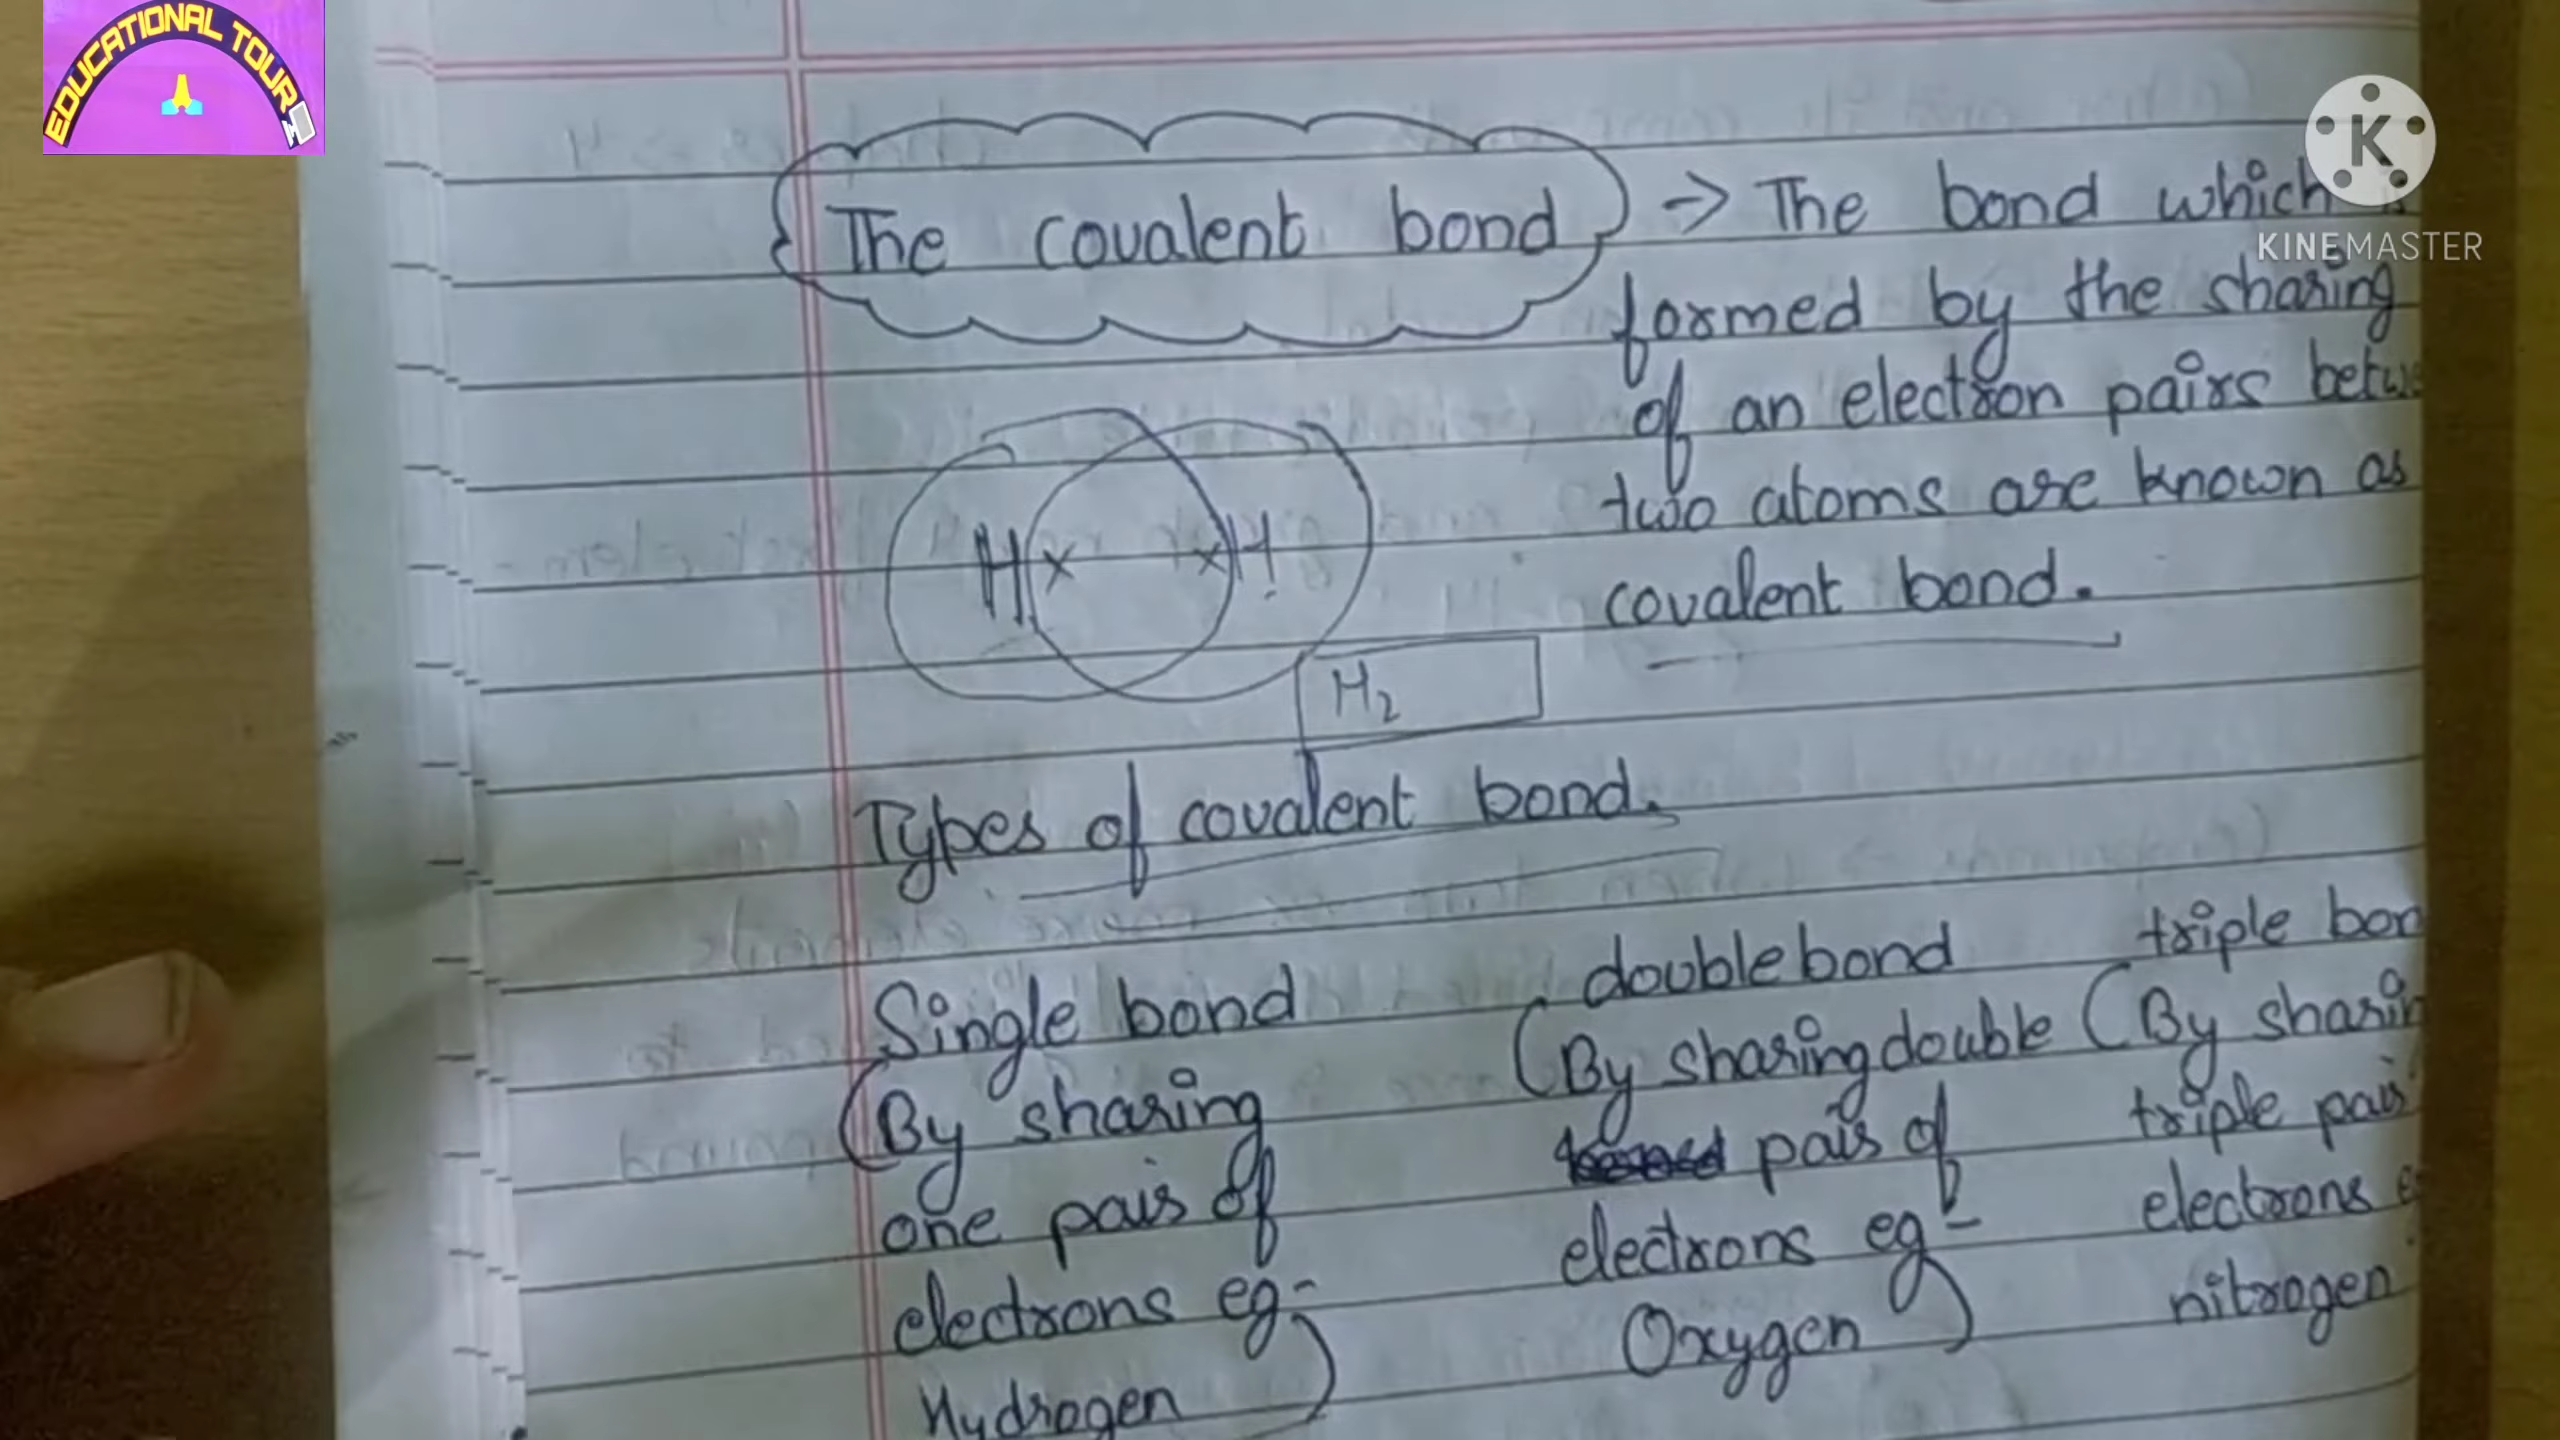 EDUCATIONAL TOUR
K
KINEMASTER
The covalent bond → The bond which
formed by the sharing
of an electron pairs betw
two atoms are known as
covalent bond.
H x x H
H2
Types of covalent bond.
Single bond
(By sharing
one pair of
electrons eg-
Hydrogen)
double bond
(By sharing double
pair of
electrons eg-
Oxygen)
triple bon
(By sharin
triple pair
electrons e
nitrogen